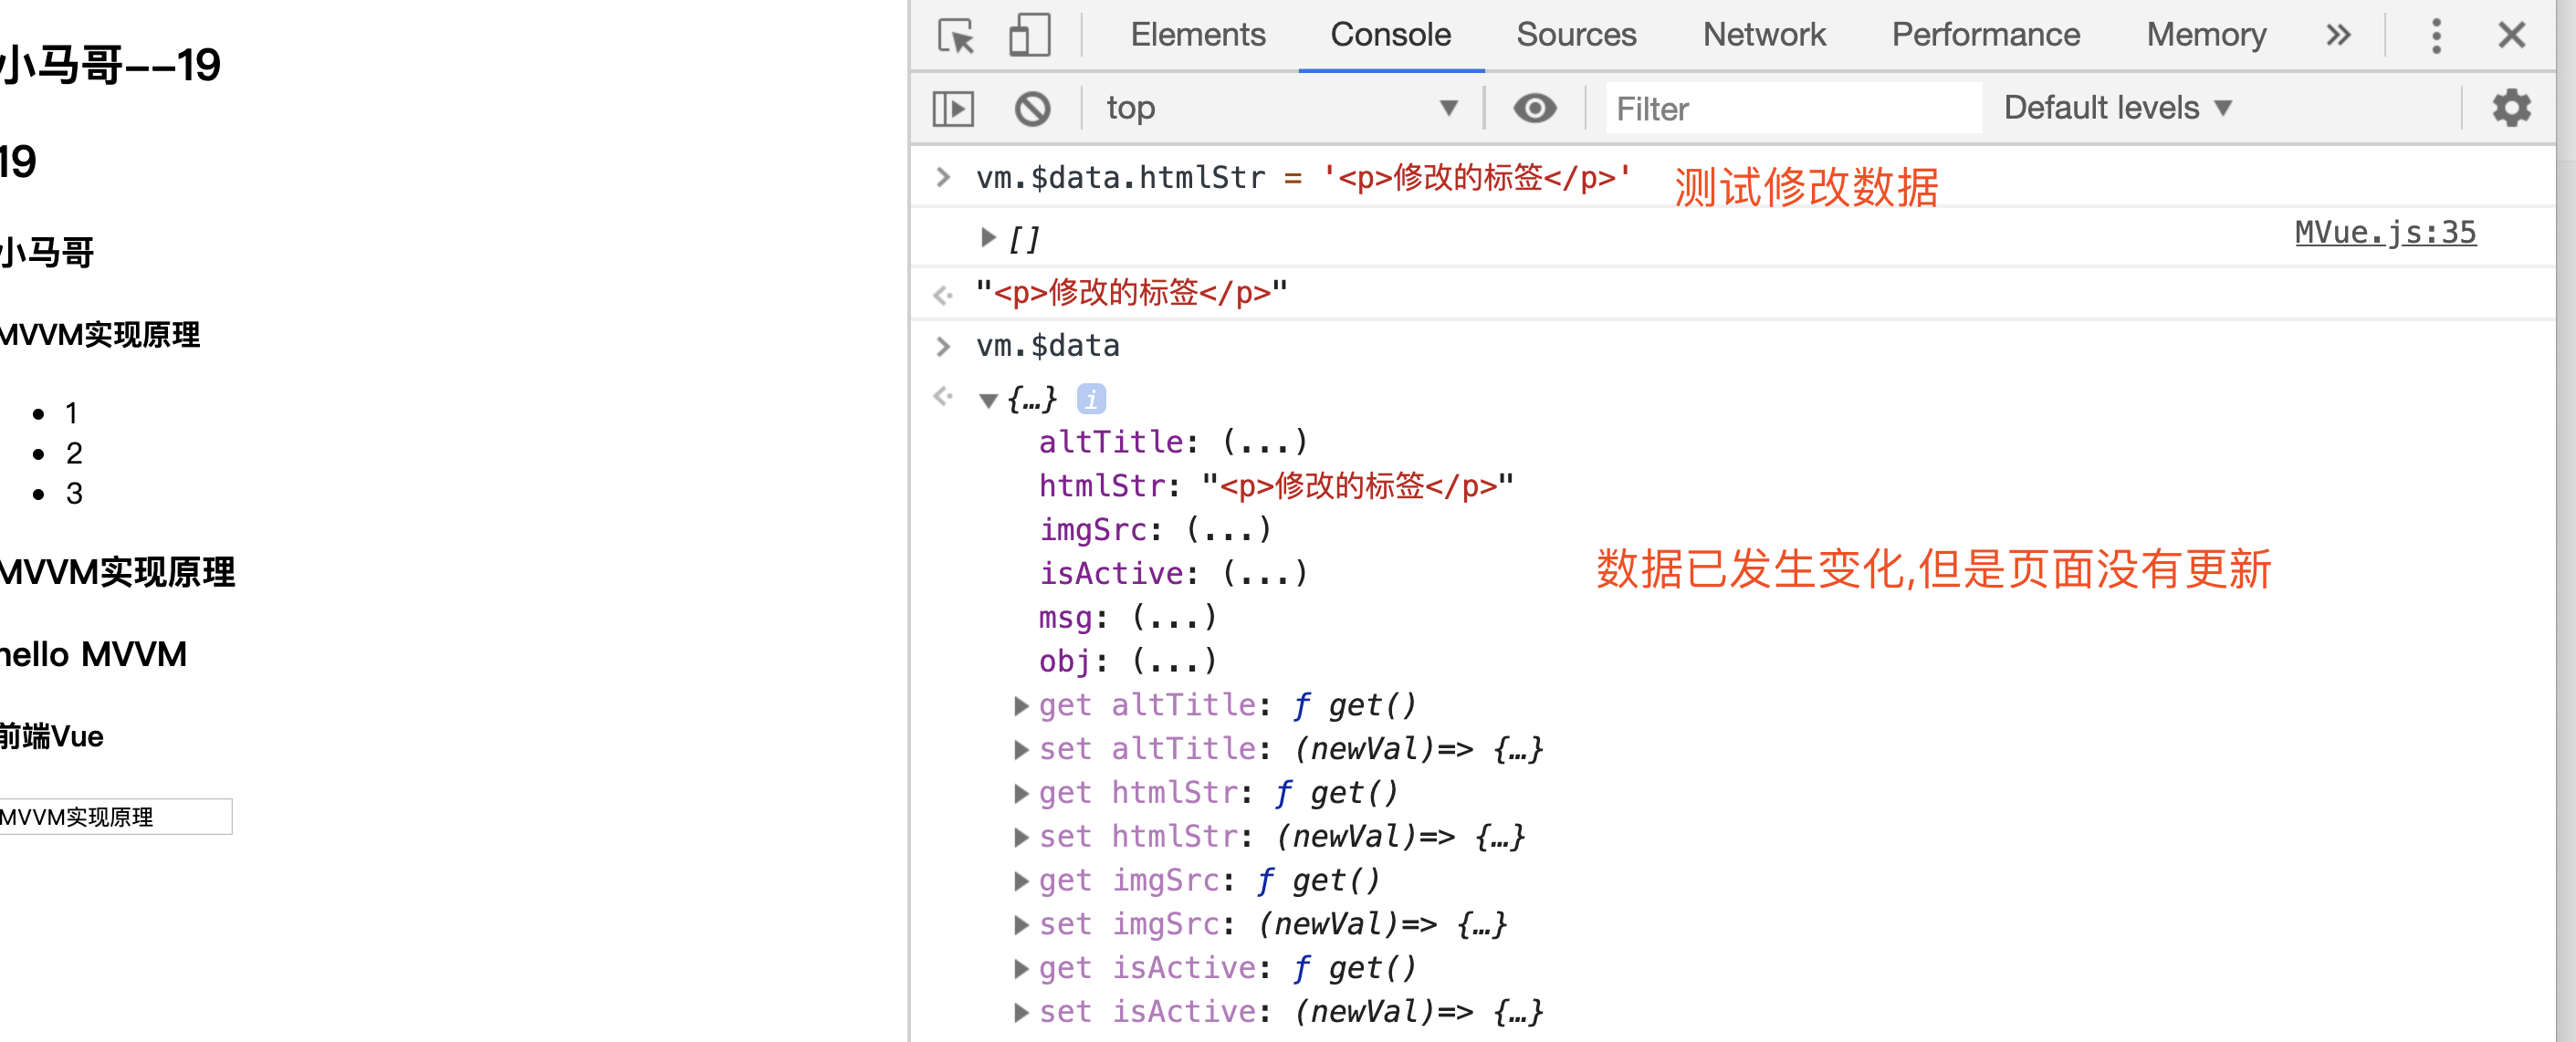 小马哥--19
19
小马哥
MVVM实现原理
1
2
3
MVVM实现原理
hello MVVM
前端Vue
MVVM实现原理
Elements Console Sources Network Performance Memory
top Filter Default levels
vm.$data.htmlStr = '<p>修改的标签</p>' 测试修改数据
[] MVue.js:35
"<p>修改的标签</p>"
vm.$data
{…} i
altTitle: (...)
htmlStr: "<p>修改的标签</p>"
imgSrc: (...)
isActive: (...)
数据已发生变化,但是页面没有更新
msg: (...)
obj: (...)
get altTitle: ƒ get()
set altTitle: (newVal)=> {…}
get htmlStr: ƒ get()
set htmlStr: (newVal)=> {…}
get imgSrc: ƒ get()
set imgSrc: (newVal)=> {…}
get isActive: ƒ get()
set isActive: (newVal)=> {…}